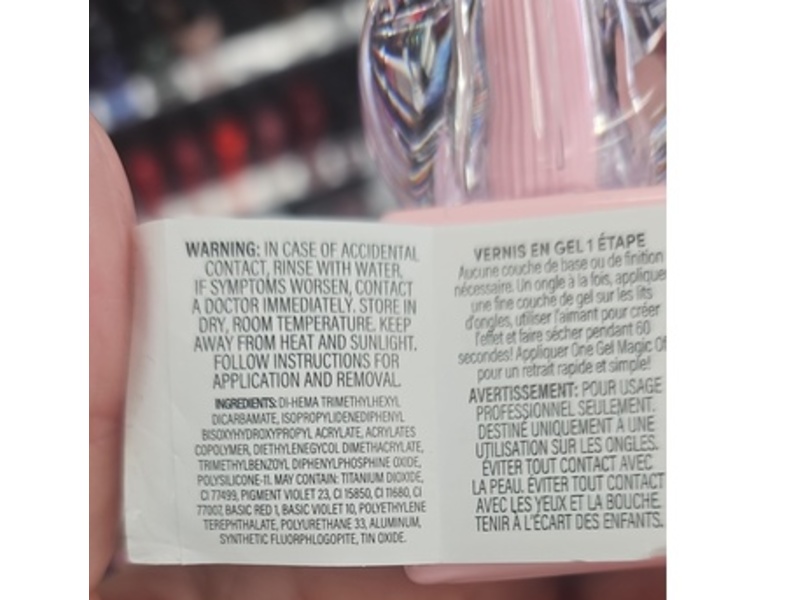 WARNING: IN CASE OF ACCIDENTAL
CONTACT, RINSE WITH WATER.
IF SYMPTOMS WORSEN, CONTACT
A DOCTOR IMMEDIATELY. STORE IN
DRY, ROOM TEMPERATURE. KEEP
AWAY FROM HEAT AND SUNLIGHT.
FOLLOW INSTRUCTIONS FOR
APPLICATION AND REMOVAL.
INGREDIENTS: DI-HEMA TRIMETHYLHEXYL
DICARBAMATE, ISOPROPYLIDENEDIPHENYL
BISOXYHYDROXYPROPYL ACRYLATE, ACRYLATES
COPOLYMER, DIETHYLENEGYCOL DIMETHACRYLATE,
TRIMETHYLBENZOYL DIPHENYLPHOSPHINE OXIDE,
POLYSILICONE-11. MAY CONTAIN: TITANIUM DIOXIDE,
CI 77499, PIGMENT VIOLET 23, CI 15850, CI 11680, CI
77007, BASIC RED 1, BASIC VIOLET 10, POLYETHYLENE
TEREPHTHALATE, POLYURETHANE 33, ALUMINUM,
SYNTHETIC FLUORPHLOGOPITE, TIN OXIDE.
VERNIS EN GEL 1 ÉTAPE
Aucune couche de base ou de finition
nécessaire. Un ongle à la fois, applique
une fine couche de gel sur les lits
d'ongles, utiliser l'aimant pour créer
l'effet et faire sécher pendant 60
secondes! Appliquer One Gel Magic Of
pour un retrait rapide et simple!
AVERTISSEMENT: POUR USAGE
PROFESSIONNEL SEULEMENT.
DESTINÉ UNIQUEMENT À UNE
UTILISATION SUR LES ONGLES.
ÉVITER TOUT CONTACT AVEC
LA PEAU. ÉVITER TOUT CONTACT
AVEC LES YEUX ET LA BOUCHE.
TENIR À L'ÉCART DES ENFANTS.